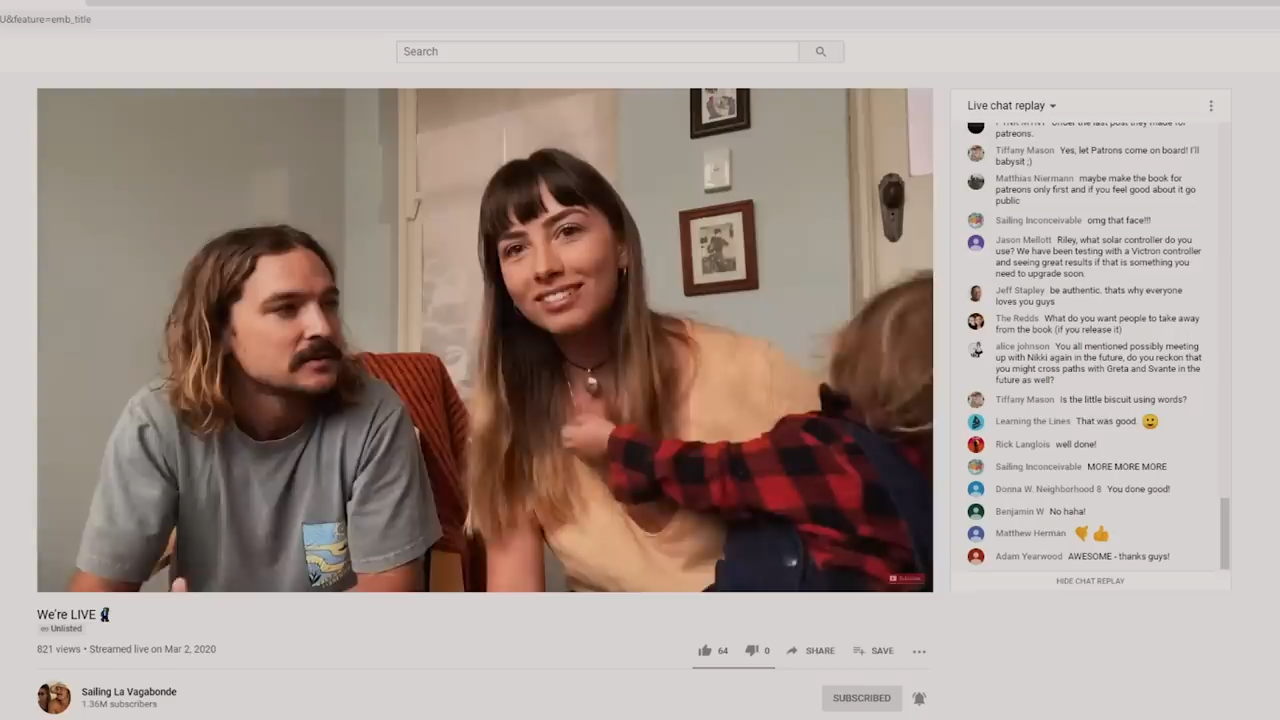 U&feature=emb_title
Search
Live chat replay
patreons.
Tiffany Mason Yes, let Patrons come on board! I'll
babysit ;)
Matthias Niermann maybe make the book for
patreons only first and if you feel good about it go
public
Sailing Inconceivable omg that face!!!
Jason Mellott Riley, what solar controller do you
use? We have been testing with a Victron controller
and seeing great results if that is something you
need to upgrade soon.
Jeff Stapley be authentic. thats why everyone
loves you guys
The Redds What do you want people to take away
from the book (if you release it)
alice johnson You all mentioned possibly meeting
up with Nikki again in the future, do you reckon that
you might cross paths with Greta and Svante in the
future as well?
Tiffany Mason Is the little biscuit using words?
Learning the Lines That was good.
Rick Langlois well done!
Sailing Inconceivable MORE MORE MORE
Donna W. Neighborhood 8 You done good!
Benjamin W No haha!
Matthew Herman
Adam Yearwood AWESOME - thanks guys!
HIDE CHAT REPLAY
We're LIVE
Unlisted
821 views • Streamed live on Mar 2, 2020
64 0 SHARE SAVE
Sailing La Vagabonde
1.36M subscribers
SUBSCRIBED